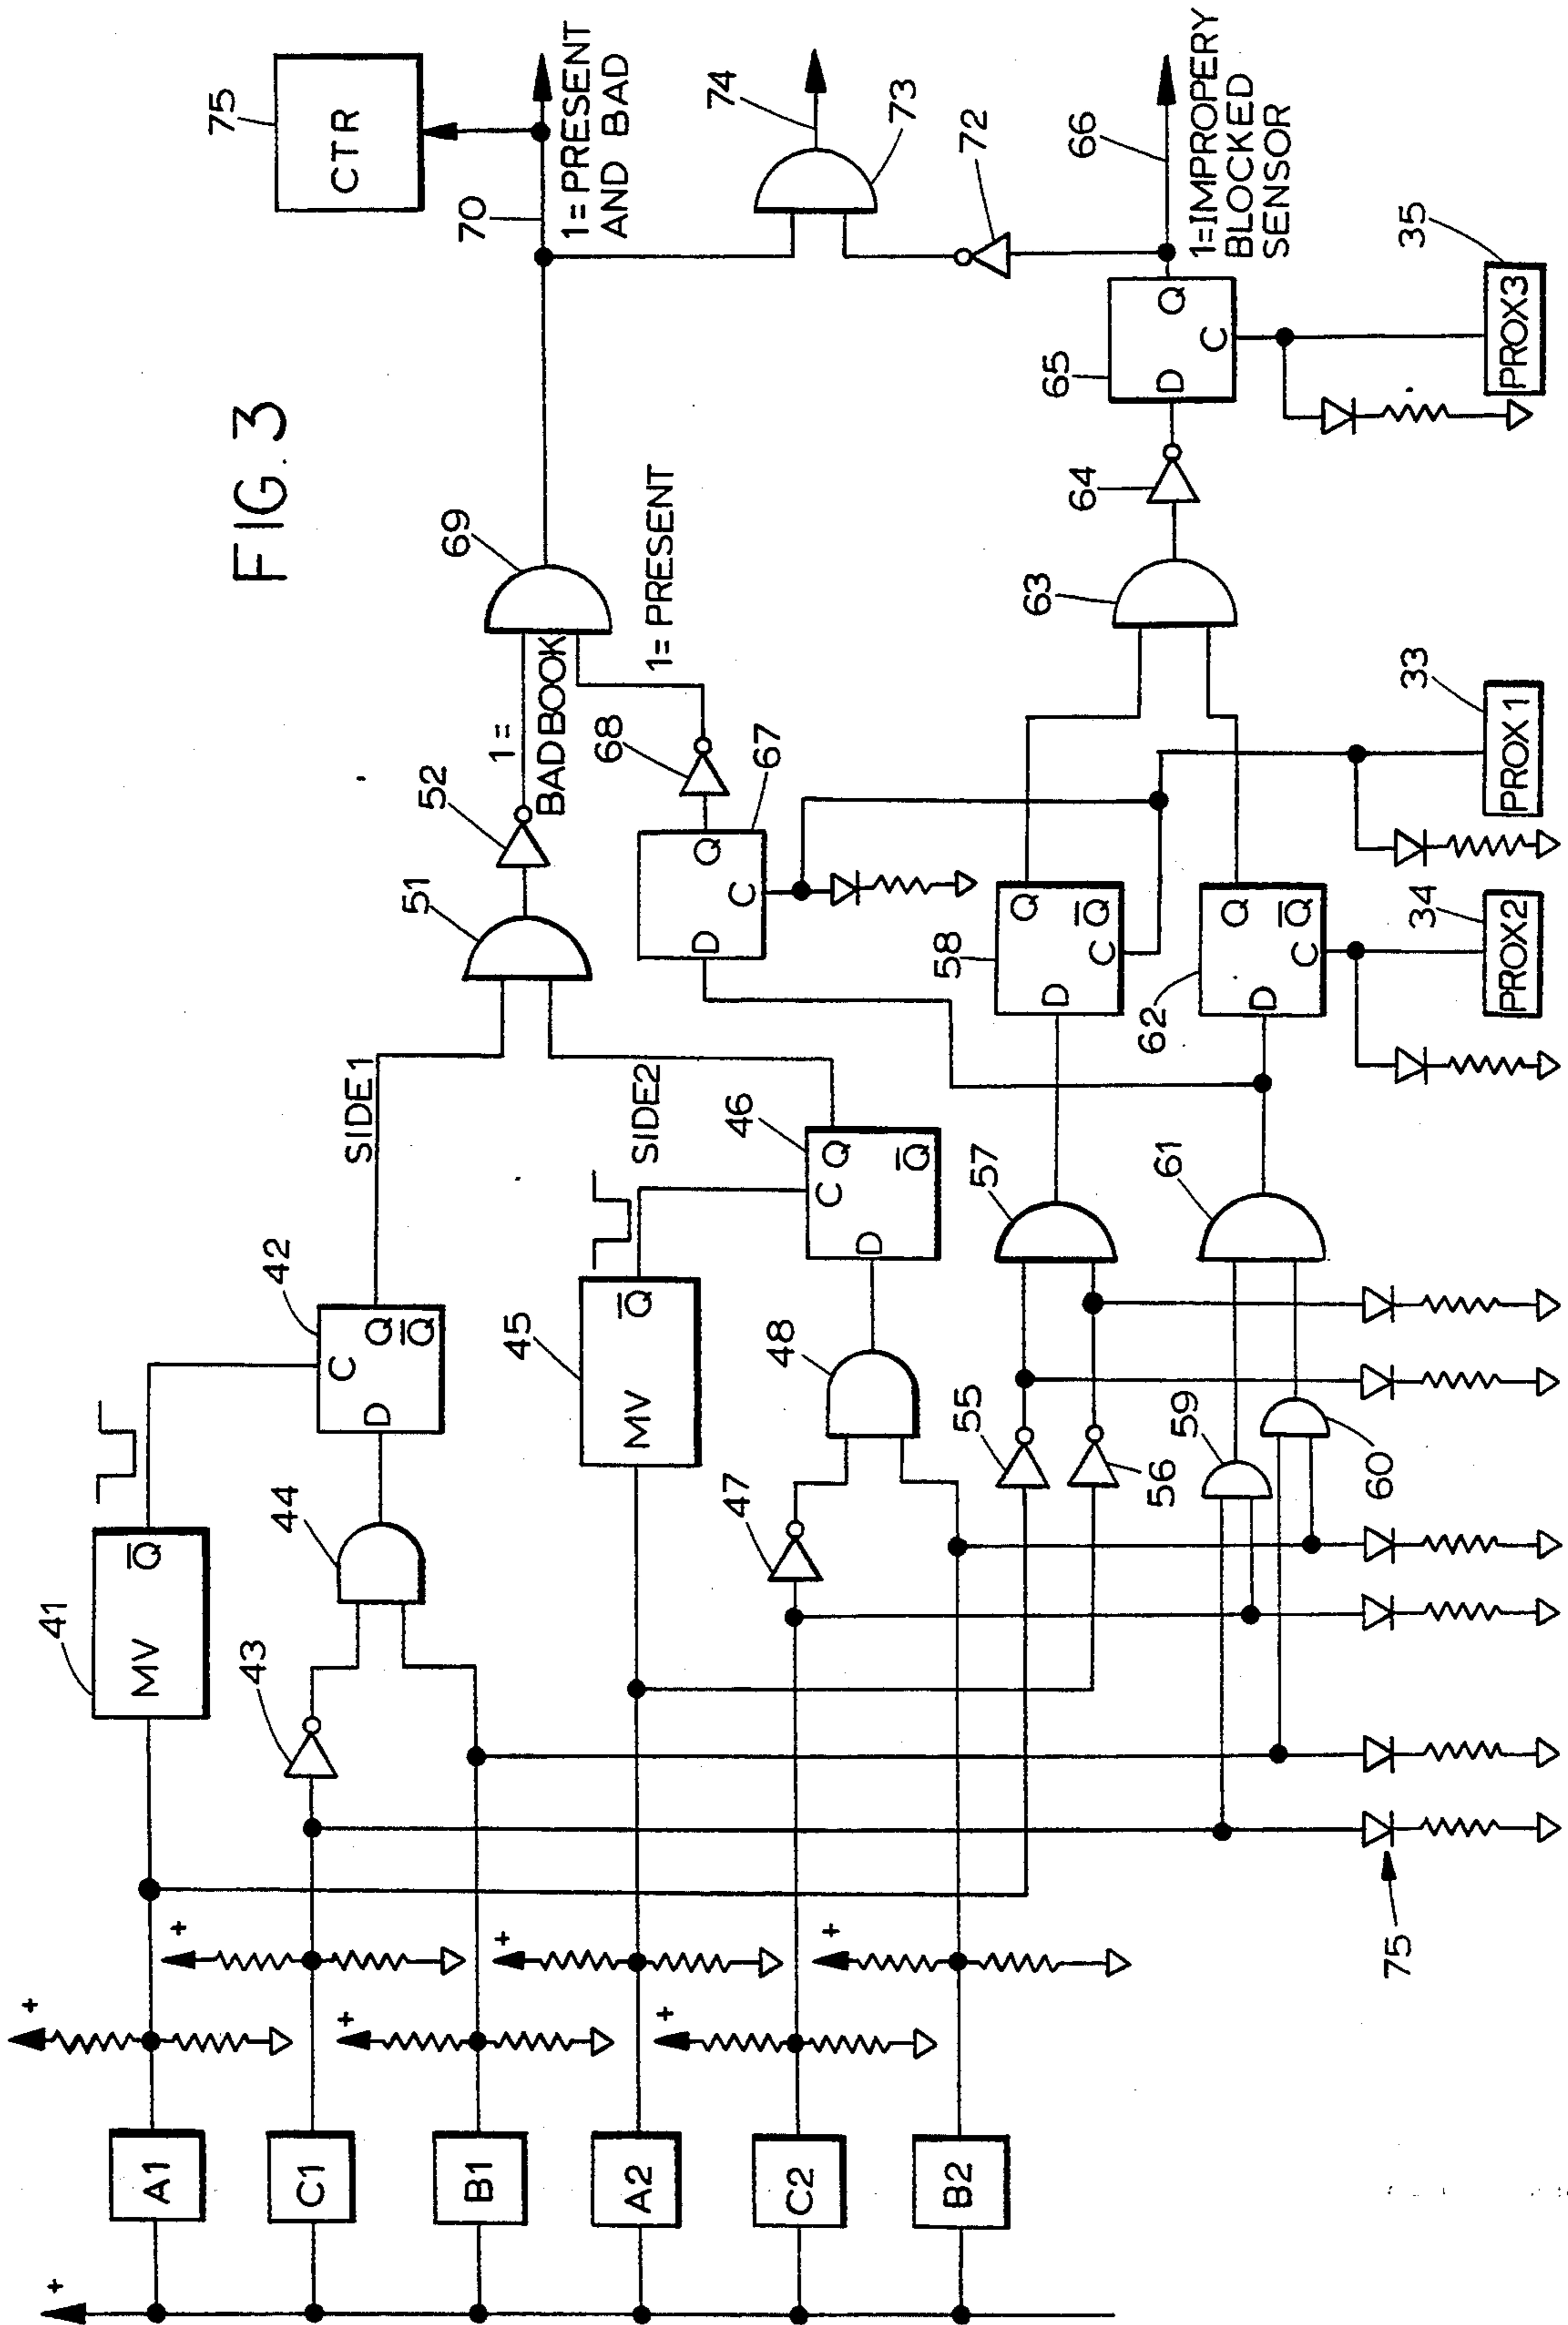 FIG. 3
75
CTR
70
1= PRESENT
AND BAD
74
73
72
66
1=IMPROPERY
BLOCKED
SENSOR
69
1=
BAD BOOK
1= PRESENT
52
51
68
67
Q
C
D
SIDE1
SIDE2
41
MV
Q̅
42
C
D
Q
Q̅
43
44
45
MV
Q̅
46
C
D
Q
Q̅
47
48
55
56
57
58
Q
Q̅
C
D
59
60
61
62
Q
Q̅
C
D
63
64
65
Q
C
D
PROX1
33
PROX2
34
PROX3
35
75
+
A1
+
C1
+
B1
+
A2
+
C2
+
B2
+